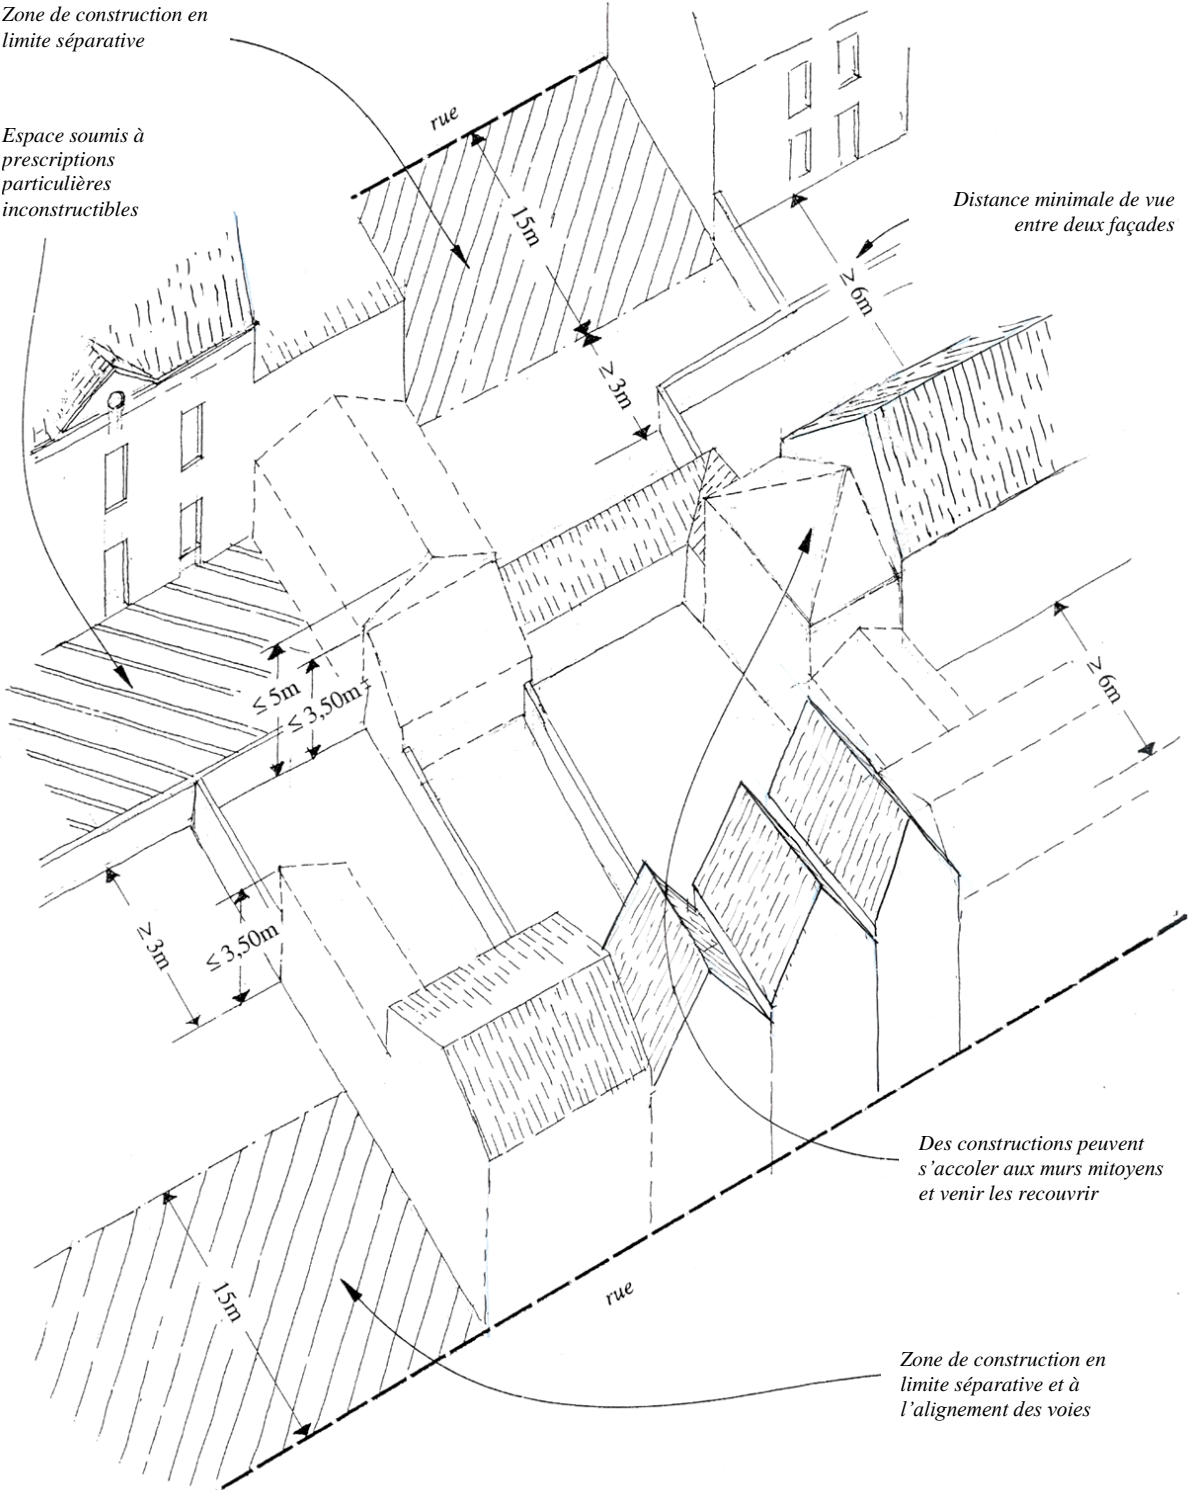 Zone de construction en
limite séparative
rue
Espace soumis à
prescriptions
particulières
inconstructibles
15m
Distance minimale de vue
entre deux façades
≥ 6m
≥ 3m
≤ 5m
≤ 3,50m
≥ 6m
≥ 3m
≤ 3,50m
Des constructions peuvent
s’accoler aux murs mitoyens
et venir les recouvrir
15m
rue
Zone de construction en
limite séparative et à
l’alignement des voies